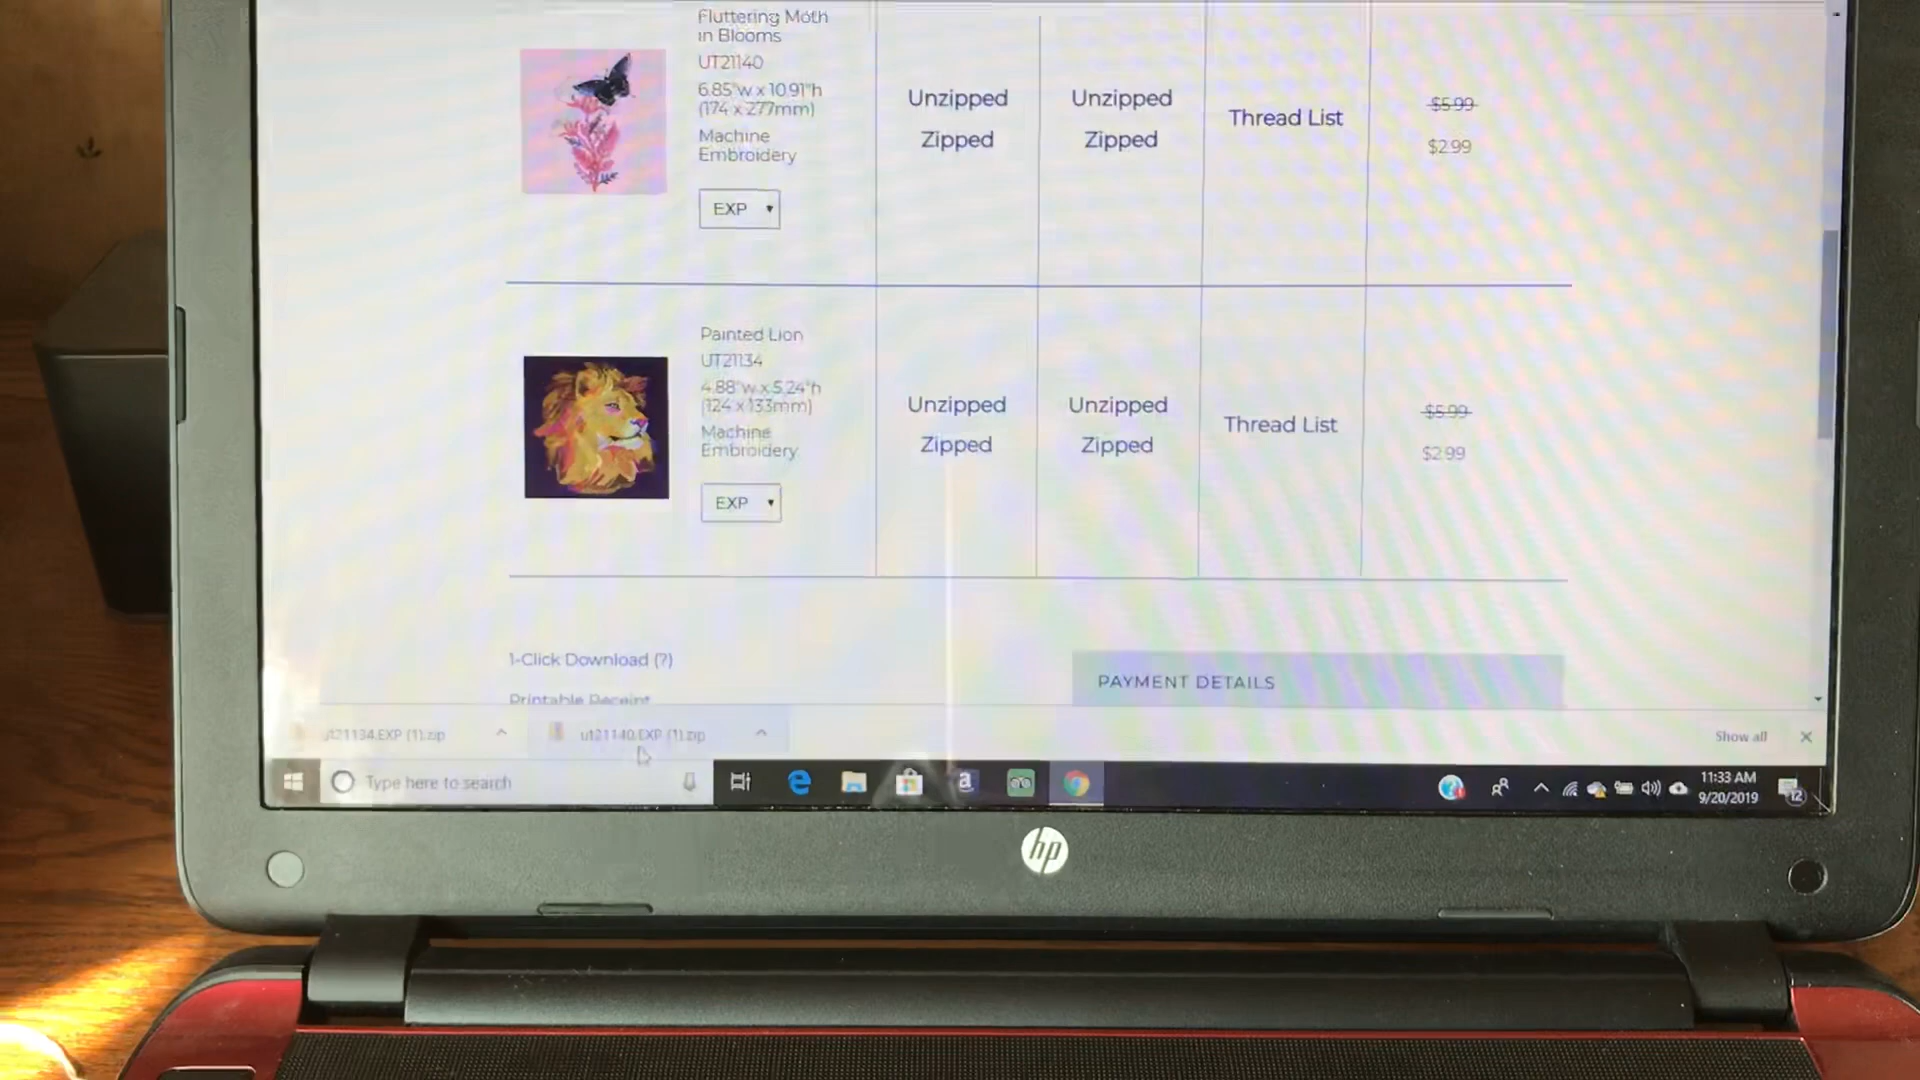 Fluttering Moth
in Blooms
UT21140
6.85"w x 10.91"h
(174 x 277mm)
Machine
Embroidery
EXP
Unzipped
Zipped
Unzipped
Zipped
Thread List
$5.99
$2.99
Painted Lion
UT21134
4.88"w x 5.24"h
(124 x 133mm)
Machine
Embroidery
EXP
Unzipped
Zipped
Unzipped
Zipped
Thread List
$5.99
$2.99
1-Click Download (?)
Printable Receipt
PAYMENT DETAILS
ut21134.EXP (1).zip
ut21140.EXP (1).zip
Show all
Type here to search
a
11:33 AM
9/20/2019
12
hp